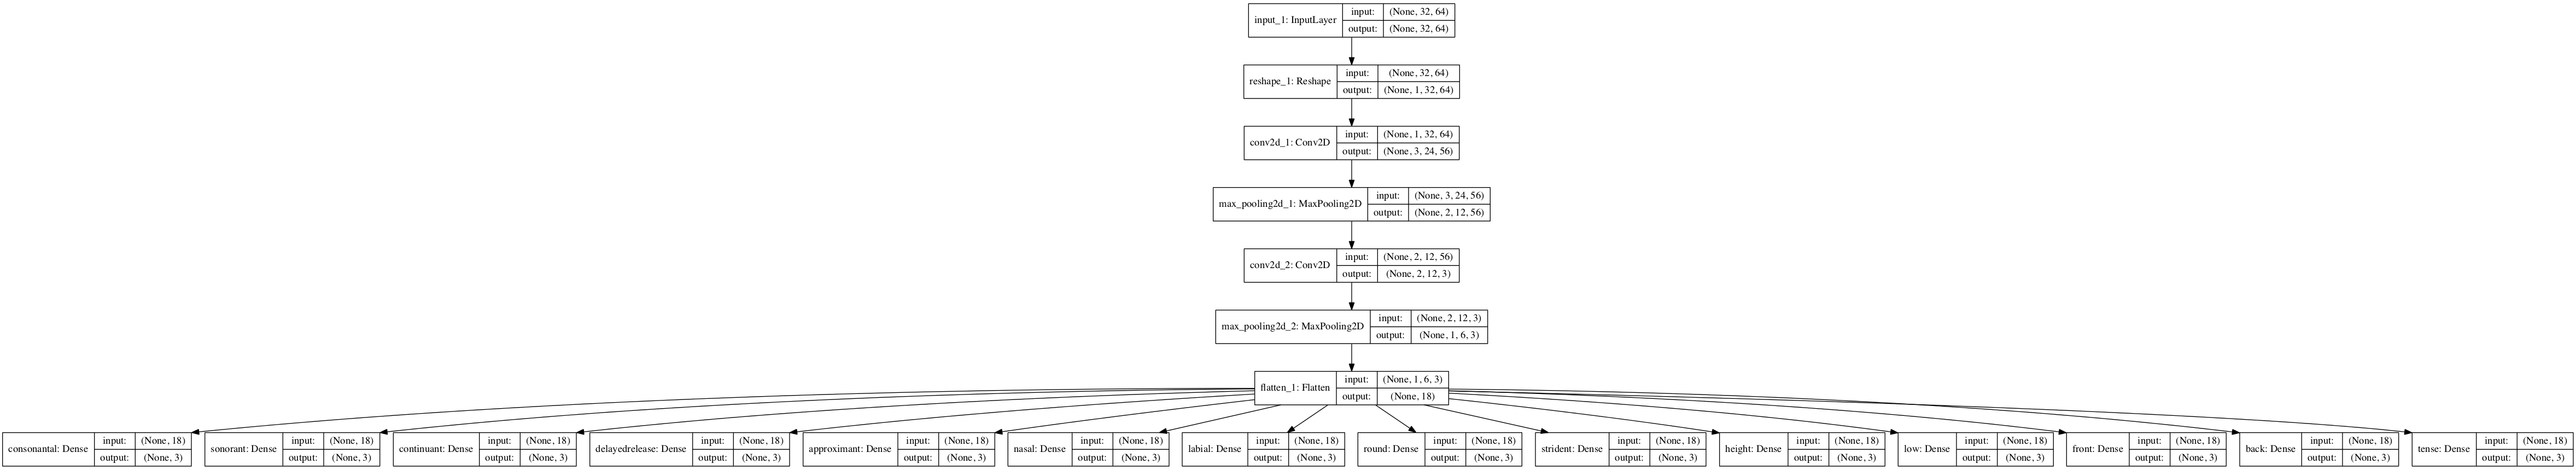 input_1: InputLayer
input: (None, 32, 64)
output: (None, 32, 64)
reshape_1: Reshape
input: (None, 32, 64)
output: (None, 1, 32, 64)
conv2d_1: Conv2D
input: (None, 1, 32, 64)
output: (None, 3, 24, 56)
max_pooling2d_1: MaxPooling2D
input: (None, 3, 24, 56)
output: (None, 2, 12, 56)
conv2d_2: Conv2D
input: (None, 2, 12, 56)
output: (None, 2, 12, 3)
max_pooling2d_2: MaxPooling2D
input: (None, 2, 12, 3)
output: (None, 1, 6, 3)
flatten_1: Flatten
input: (None, 1, 6, 3)
output: (None, 18)
consonantal: Dense
input: (None, 18)
output: (None, 3)
sonorant: Dense
input: (None, 18)
output: (None, 3)
continuant: Dense
input: (None, 18)
output: (None, 3)
delayedrelease: Dense
input: (None, 18)
output: (None, 3)
approximant: Dense
input: (None, 18)
output: (None, 3)
nasal: Dense
input: (None, 18)
output: (None, 3)
labial: Dense
input: (None, 18)
output: (None, 3)
round: Dense
input: (None, 18)
output: (None, 3)
strident: Dense
input: (None, 18)
output: (None, 3)
height: Dense
input: (None, 18)
output: (None, 3)
low: Dense
input: (None, 18)
output: (None, 3)
front: Dense
input: (None, 18)
output: (None, 3)
back: Dense
input: (None, 18)
output: (None, 3)
tense: Dense
input: (None, 18)
output: (None, 3)